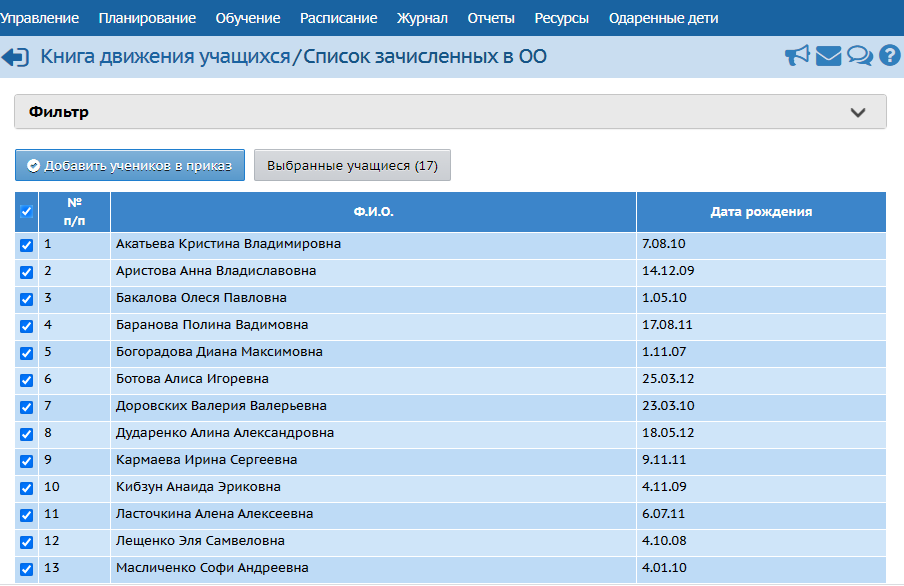 Управление Планирование Обучение Расписание Журнал Отчеты Ресурсы Одаренные дети
Книга движения учащихся/Список зачисленных в ОО
Фильтр
Добавить учеников в приказ Выбранные учащиеся (17)
№ п/п Ф.И.О. Дата рождения
1 Акатьева Кристина Владимировна 7.08.10
2 Аристова Анна Владиславовна 14.12.09
3 Бакалова Олеся Павловна 1.05.10
4 Баранова Полина Вадимовна 17.08.11
5 Богорадова Диана Максимовна 1.11.07
6 Ботова Алиса Игоревна 25.03.12
7 Доровских Валерия Валерьевна 23.03.10
8 Дударенко Алина Александровна 18.05.12
9 Кармаева Ирина Сергеевна 9.11.11
10 Кибзун Анаида Эриковна 4.11.09
11 Ласточкина Алена Алексеевна 6.07.11
12 Лещенко Эля Самвеловна 4.10.08
13 Масличенко Софи Андреевна 4.01.10